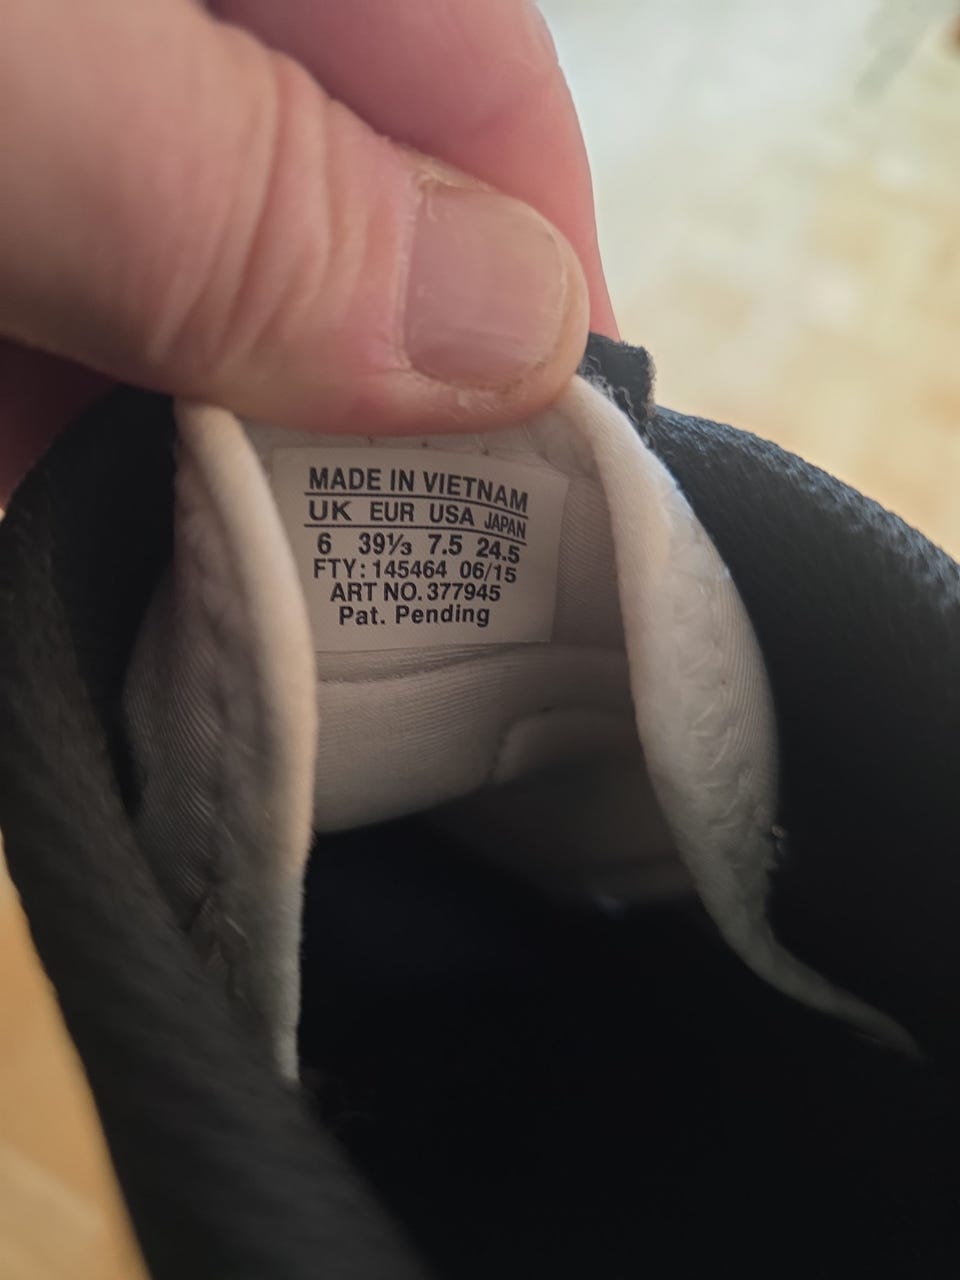 MADE IN VIETNAM
UK EUR USA JAPAN
6 39⅓ 7.5 24.5
FTY: 145464 06/15
ART NO. 377945
Pat. Pending